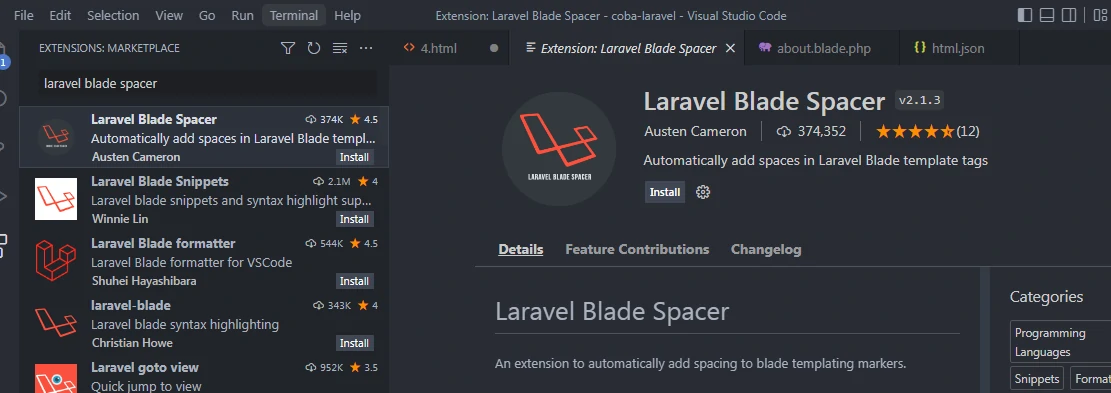 File Edit Selection View Go Run Terminal Help Extension: Laravel Blade Spacer - coba-laravel - Visual Studio Code
EXTENSIONS: MARKETPLACE
4.html Extension: Laravel Blade Spacer about.blade.php html.json
1
laravel blade spacer
Laravel Blade Spacer 374K 4.5
Automatically add spaces in Laravel Blade templ...
Austen Cameron Install
Laravel Blade Snippets 2.1M 4
Laravel blade snippets and syntax highlight sup...
Winnie Lin Install
Laravel Blade formatter 544K 4.5
Laravel Blade formatter for VSCode
Shuhei Hayashibara Install
laravel-blade 343K 4
Laravel blade syntax highlighting
Christian Howe Install
Laravel goto view 952K 3.5
Quick jump to view
LARAVEL BLADE SPACER
Laravel Blade Spacer v2.1.3
Austen Cameron 374,352 (12)
Automatically add spaces in Laravel Blade template tags
Install
Details Feature Contributions Changelog
Laravel Blade Spacer
An extension to automatically add spacing to blade templating markers.
Categories
Programming
Languages
Snippets Format